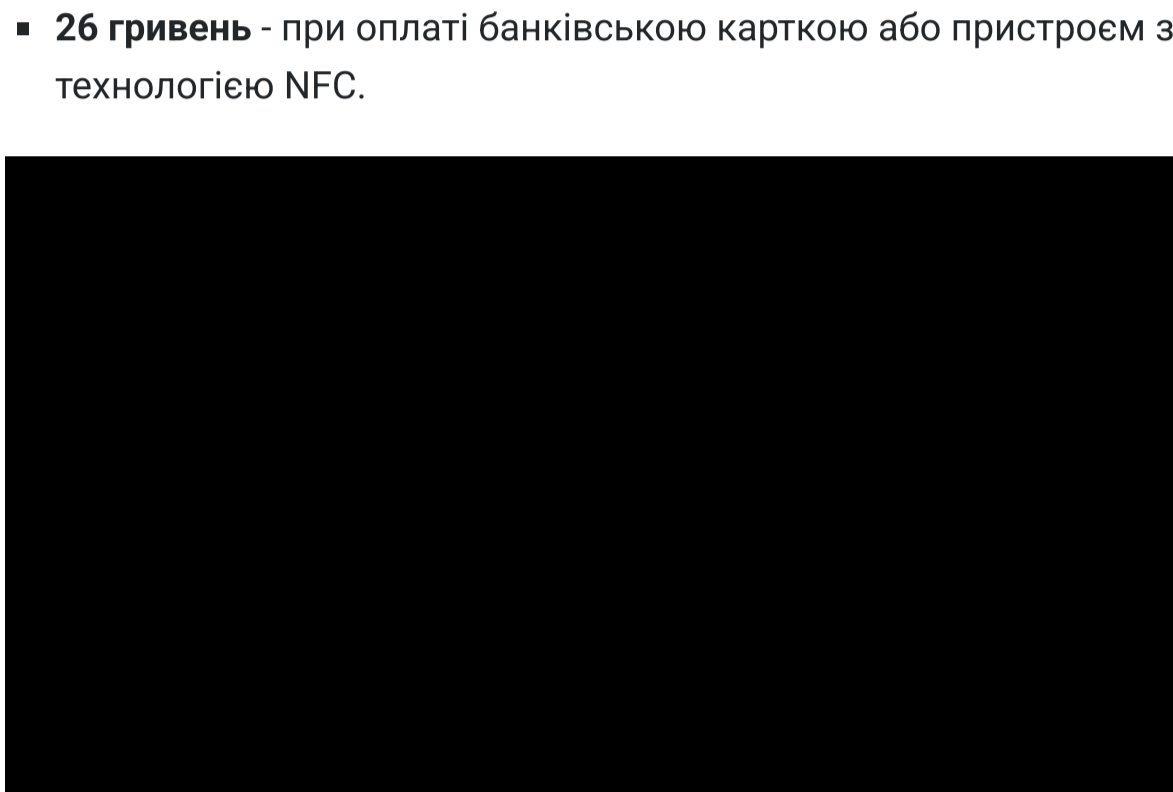 ▪ 26 гривень - при оплаті банківською карткою або пристроєм з
технологією NFC.